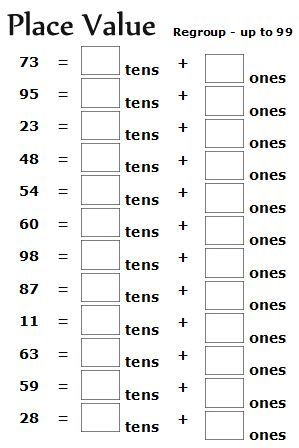 Place Value Regroup - up to 99
73 = tens + ones
95 = tens + ones
23 = tens + ones
48 = tens + ones
54 = tens + ones
60 = tens + ones
98 = tens + ones
87 = tens + ones
11 = tens + ones
63 = tens + ones
59 = tens + ones
28 = tens + ones